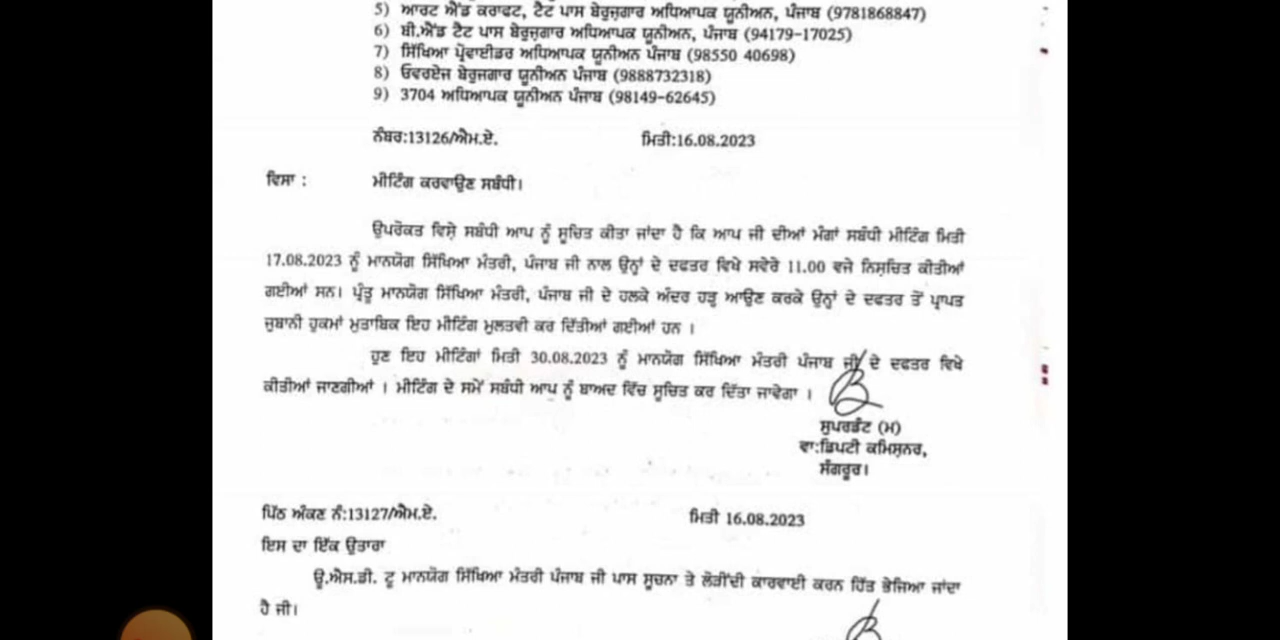 5) ਆਰਟ ਐਂਡ ਕਰਾਫਟ, ਟੈਟ ਪਾਸ ਬੇਰੁਜ਼ਗਾਰ ਅਧਿਆਪਕ ਯੂਨੀਅਨ, ਪੰਜਾਬ (9781868847)
6) ਬੀ.ਐਂਡ ਟੈਟ ਪਾਸ ਬੇਰੁਜ਼ਗਾਰ ਅਧਿਆਪਕ ਯੂਨੀਅਨ, ਪੰਜਾਬ (94179-17025)
7) ਸਿੱਖਿਆ ਪ੍ਰੋਵਾਈਡਰ ਅਧਿਆਪਕ ਯੂਨੀਅਨ ਪੰਜਾਬ (98550 40698)
8) ਓਵਰਏਜ ਬੇਰੁਜਗਾਰ ਯੂਨੀਅਨ ਪੰਜਾਬ (9888732318)
9) 3704 ਅਧਿਆਪਕ ਯੂਨੀਅਨ ਪੰਜਾਬ (98149-62645)
ਨੰਬਰ:13126/ਐਮ.ਏ. ਮਿਤੀ:16.08.2023
ਵਿਸਾ : ਮੀਟਿੰਗ ਕਰਵਾਉਣ ਸਬੰਧੀ।
ਉਪਰੋਕਤ ਵਿਸ਼ੇ ਸਬੰਧੀ ਆਪ ਨੂੰ ਸੂਚਿਤ ਕੀਤਾ ਜਾਂਦਾ ਹੈ ਕਿ ਆਪ ਜੀ ਦੀਆਂ ਮੰਗਾਂ ਸਬੰਧੀ ਮੀਟਿੰਗ ਮਿਤੀ
17.08.2023 ਨੂੰ ਮਾਨਯੋਗ ਸਿੱਖਿਆ ਮੰਤਰੀ, ਪੰਜਾਬ ਜੀ ਨਾਲ ਉਨ੍ਹਾਂ ਦੇ ਦਫਤਰ ਵਿਖੇ ਸਵੇਰੇ 11.00 ਵਜੇ ਨਿਸ਼ਚਿਤ ਕੀਤੀਆਂ
ਗਈਆਂ ਸਨ। ਪ੍ਰੰਤੂ ਮਾਨਯੋਗ ਸਿੱਖਿਆ ਮੰਤਰੀ, ਪੰਜਾਬ ਜੀ ਦੇ ਹਲਕੇ ਅੰਦਰ ਹੜ੍ਹ ਆਉਣ ਕਰਕੇ ਉਨ੍ਹਾਂ ਦੇ ਦਫਤਰ ਤੋਂ ਪ੍ਰਾਪਤ
ਜੁਬਾਨੀ ਹੁਕਮਾਂ ਮੁਤਾਬਿਕ ਇਹ ਮੀਟਿੰਗ ਮੁਲਤਵੀ ਕਰ ਦਿੱਤੀਆਂ ਗਈਆਂ ਹਨ ।
ਹੁਣ ਇਹ ਮੀਟਿੰਗਾਂ ਮਿਤੀ 30.08.2023 ਨੂੰ ਮਾਨਯੋਗ ਸਿੱਖਿਆ ਮੰਤਰੀ ਪੰਜਾਬ ਜੀ ਦੇ ਦਫਤਰ ਵਿਖੇ
ਕੀਤੀਆਂ ਜਾਣਗੀਆਂ । ਮੀਟਿੰਗ ਦੇ ਸਮੇਂ ਸਬੰਧੀ ਆਪ ਨੂੰ ਬਾਅਦ ਵਿੱਚ ਸੂਚਿਤ ਕਰ ਦਿੱਤਾ ਜਾਵੇਗਾ ।
ਸੁਪਰਡੰਟ (ਮ)
ਵਾ:ਡਿਪਟੀ ਕਮਿਸ਼ਨਰ,
ਸੰਗਰੂਰ।
ਪਿੱਠ ਅੰਕਣ ਨੰ:13127/ਐਮ.ਏ. ਮਿਤੀ 16.08.2023
ਇਸ ਦਾ ਇੱਕ ਉਤਾਰਾ
ਊ.ਐਸ.ਡੀ. ਟੂ ਮਾਨਯੋਗ ਸਿੱਖਿਆ ਮੰਤਰੀ ਪੰਜਾਬ ਜੀ ਪਾਸ ਸੂਚਨਾ ਤੇ ਲੋੜੀਂਦੀ ਕਾਰਵਾਈ ਕਰਨ ਹਿੱਤ ਭੇਜਿਆ ਜਾਂਦਾ
ਹੈ ਜੀ।